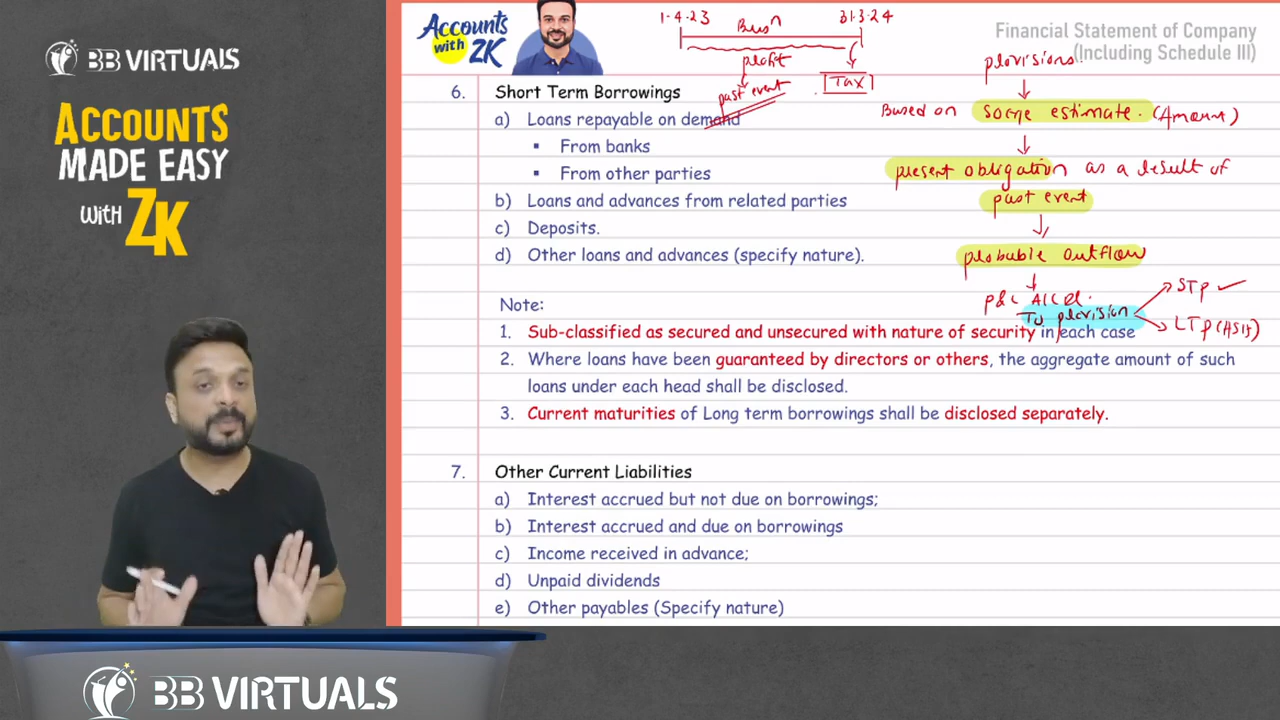 BB VIRTUALS
ACCOUNTS
MADE EASY
WITH ZK
Accounts
with ZK
1.4.23 Busn 31.3.24
profit
past event
[Tax]
Financial Statement of Company
(Including Schedule III)
provisions:
Based on some estimate. (Amount)
present obligation as a result of
past event
probable outflow
P&L A/c Dr.
To provision
STP ✓
LTP (AS15)
6. Short Term Borrowings
a) Loans repayable on demand
▪ From banks
▪ From other parties
b) Loans and advances from related parties
c) Deposits.
d) Other loans and advances (specify nature).
Note:
1. Sub-classified as secured and unsecured with nature of security in each case
2. Where loans have been guaranteed by directors or others, the aggregate amount of such
loans under each head shall be disclosed.
3. Current maturities of Long term borrowings shall be disclosed separately.
7. Other Current Liabilities
a) Interest accrued but not due on borrowings;
b) Interest accrued and due on borrowings
c) Income received in advance;
d) Unpaid dividends
e) Other payables (Specify nature)
BB VIRTUALS